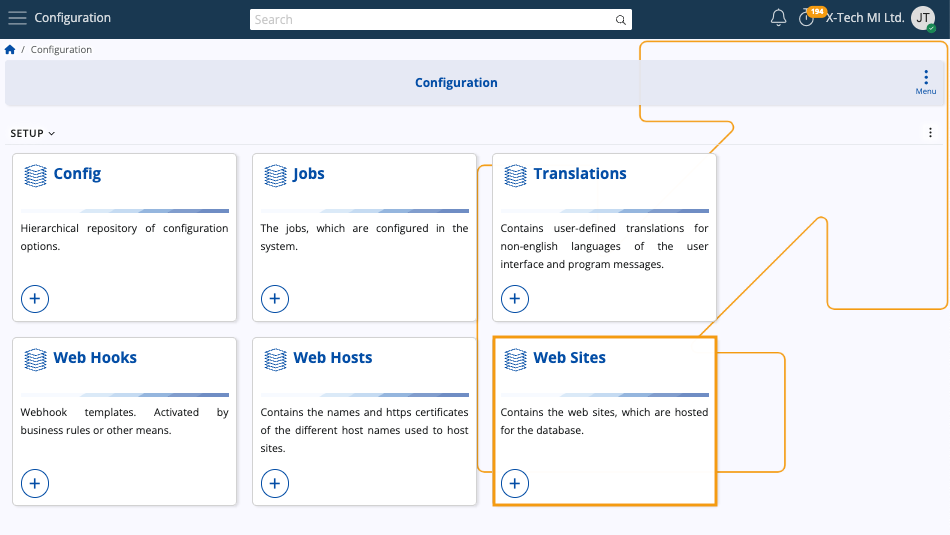 Configuration
Search
194
X-Tech MI Ltd.
JT
/ Configuration
Configuration
Menu
SETUP
Config
Hierarchical repository of configuration
options.
Jobs
The jobs, which are configured in the
system.
Translations
Contains user-defined translations for
non-english languages of the user
interface and program messages.
Web Hooks
Webhook templates. Activated by
business rules or other means.
Web Hosts
Contains the names and https certificates
of the different host names used to host
sites.
Web Sites
Contains the web sites, which are hosted
for the database.